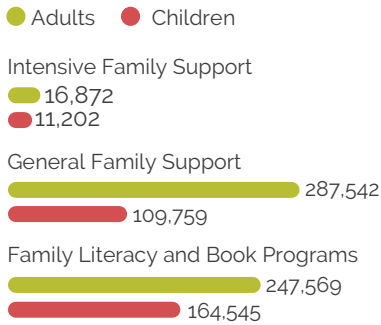 Adults Children
Intensive Family Support
16,872
11,202
General Family Support
287,542
109,759
Family Literacy and Book Programs
247,569
164,545